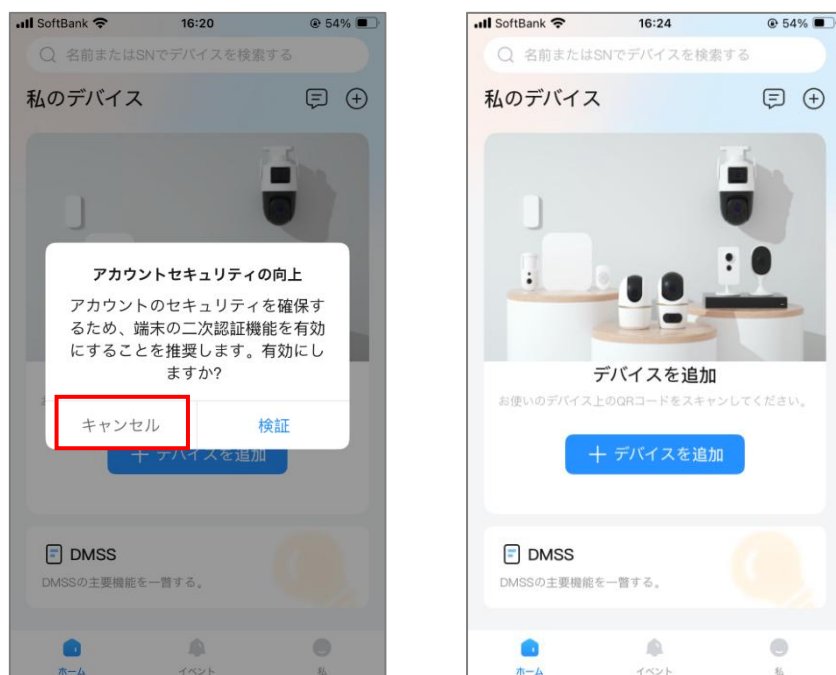 SoftBank 16:20 54%
名前またはSNでデバイスを検索する
私のデバイス
アカウントセキュリティの向上
アカウントのセキュリティを確保す
るため、端末の二次認証機能を有効
にすることを推奨します。有効にし
ますか?
キャンセル 検証
デバイスを追加
DMSS
DMSSの主要機能を一瞥する。
ホーム イベント 私
SoftBank 16:24 54%
名前またはSNでデバイスを検索する
私のデバイス
デバイスを追加
お使いのデバイス上のQRコードをスキャンしてください。
デバイスを追加
DMSS
DMSSの主要機能を一瞥する。
ホーム イベント 私